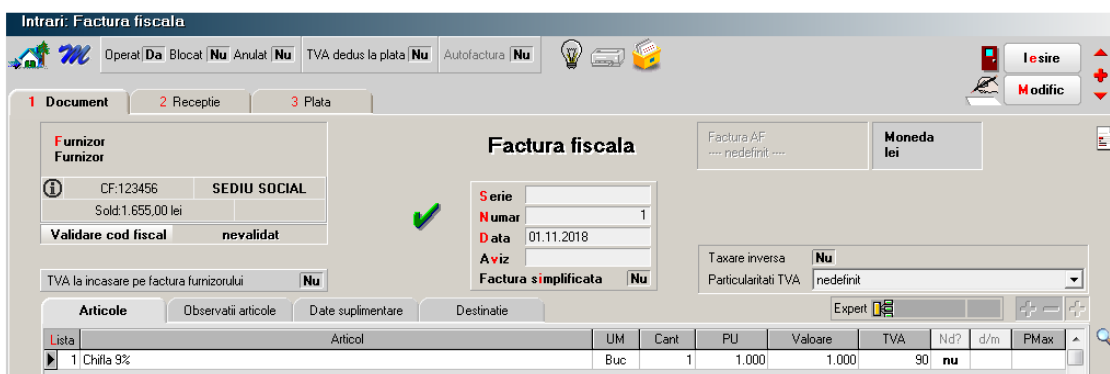 Intrari: Factura fiscala
Operat Da Blocat Nu Anulat Nu TVA dedus la plata Nu Autofactura Nu
Iesire
Modific
1 Document 2 Receptie 3 Plata
Furnizor
Furnizor
Factura fiscala
Factura AF
---- nedefinit ----
Moneda
lei
CF:123456 SEDIU SOCIAL
Sold:1.655,00 lei
Validare cod fiscal nevalidat
Serie
Numar 1
Data 01.11.2018
Aviz
Factura simplificata Nu
Taxare inversa Nu
Particularitati TVA nedefinit
TVA la incasare pe factura furnizorului Nu
Articole Observatii articole Date suplimentare Destinatie Expert
Lista Articol UM Cant PU Valoare TVA Nd? d/m PMax
1 Chifla 9% Buc 1 1.000 1.000 90 nu